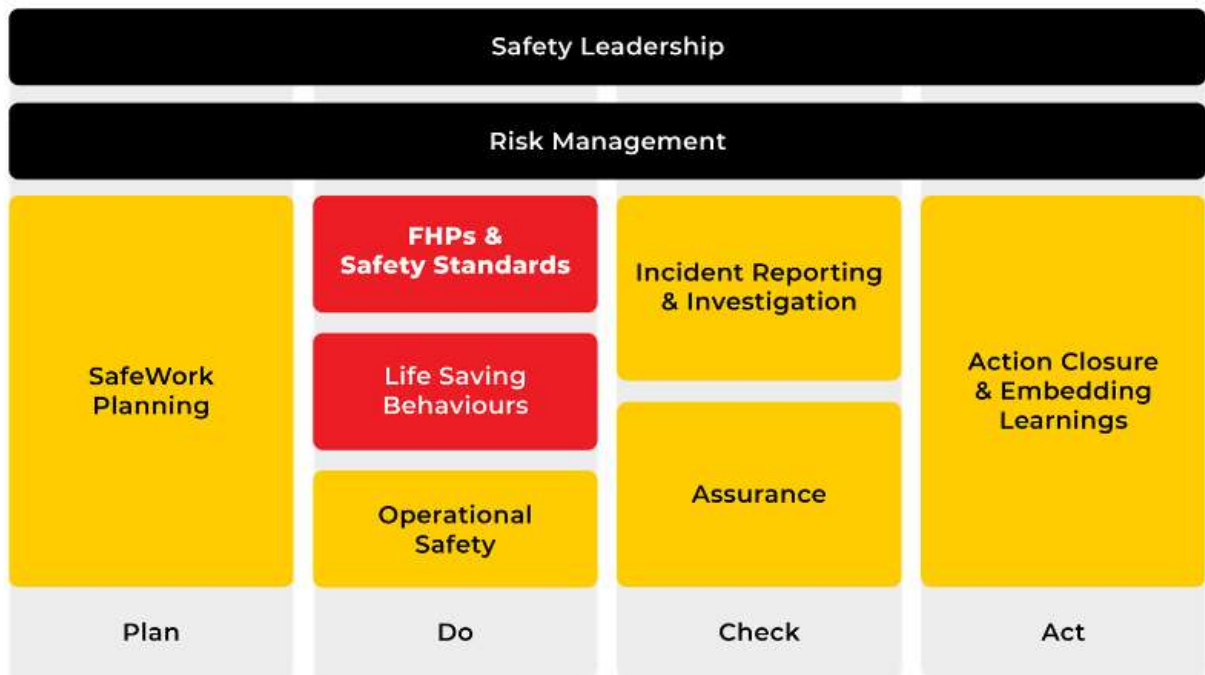 Safety Leadership
Risk Management
SafeWork
Planning
FHPs &
Safety Standards
Life Saving
Behaviours
Operational
Safety
Incident Reporting
& Investigation
Assurance
Action Closure
& Embedding
Learnings
Plan
Do
Check
Act